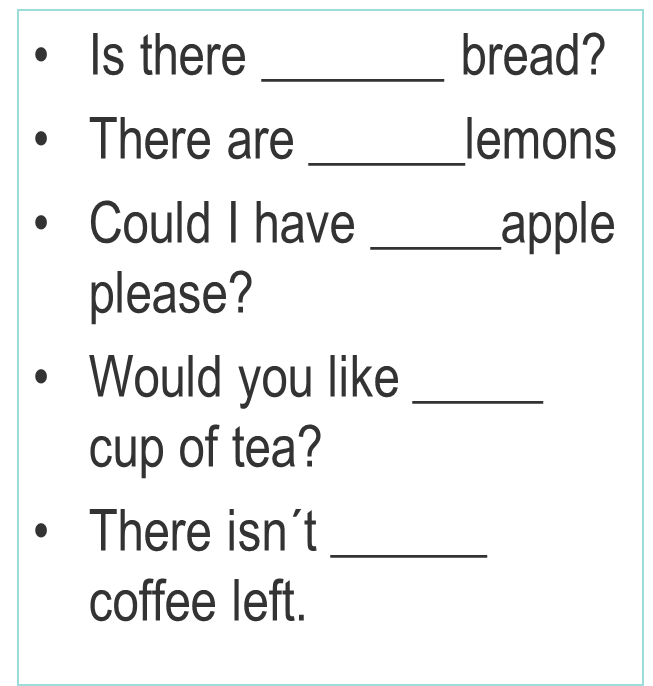 • Is there _______ bread?
• There are ______lemons
• Could I have _____apple
please?
• Would you like _____
cup of tea?
• There isn´t ______
coffee left.